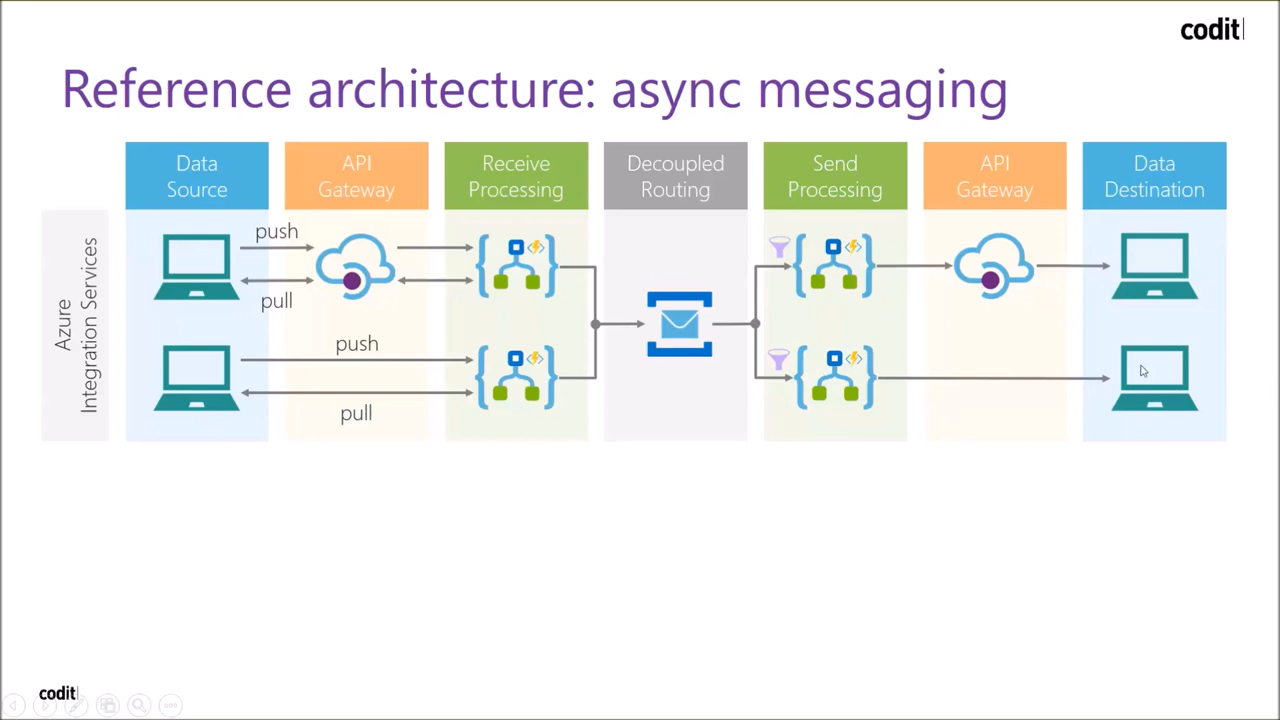 codit
Reference architecture: async messaging
Data
Source
API
Gateway
Receive
Processing
Decoupled
Routing
Send
Processing
API
Gateway
Data
Destination
Azure
Integration Services
push
pull
push
pull
codit